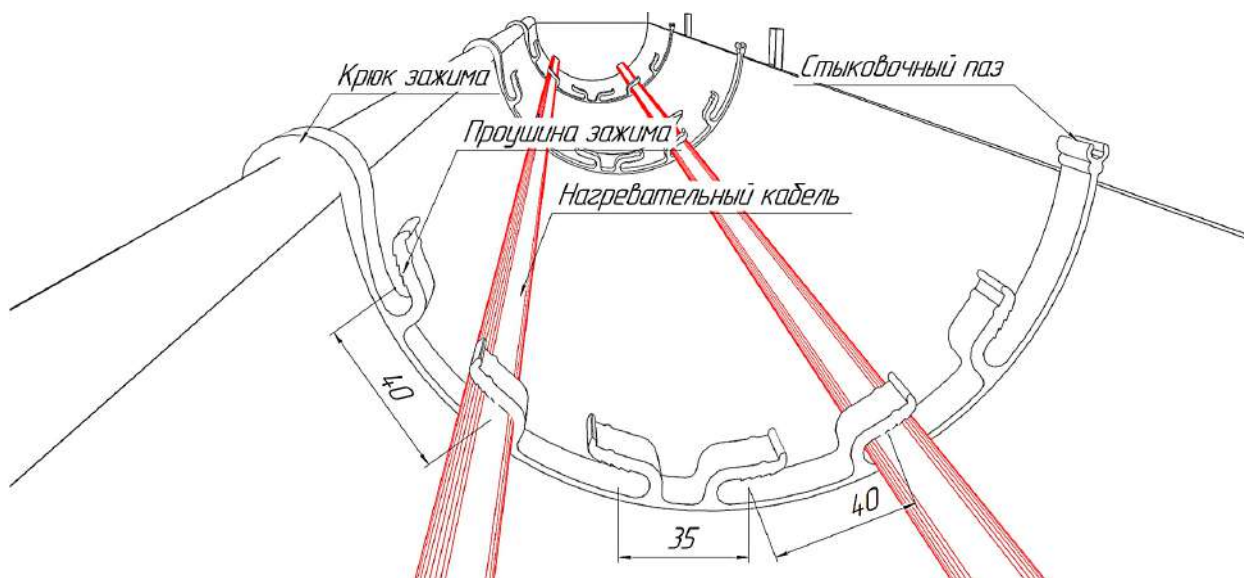 Стыковочный паз
Крюк зажима
Проушина зажима
Нагревательный кабель
40
40
35